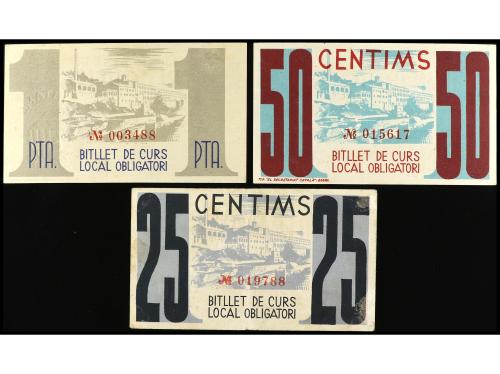 1 1
№ 003488
PTA. PTA.
BITLLET DE CURS
LOCAL OBLIGATORI
CENTIMS
50 50
№ 015617
BITLLET DE CURS
LOCAL OBLIGATORI
CENTIMS
25 25
№ 019788
BITLLET DE CURS
LOCAL OBLIGATORI